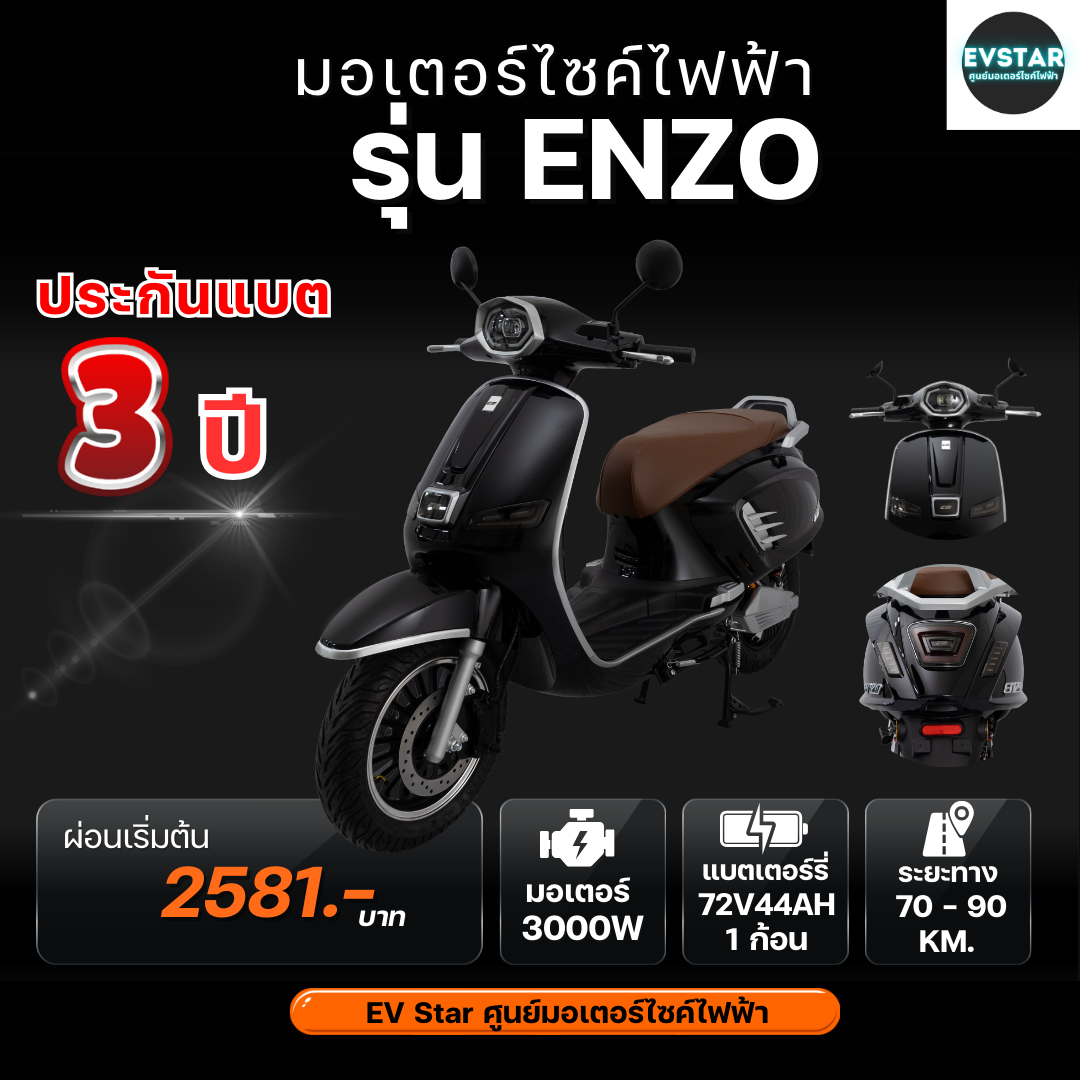 EVSTAR
ศูนย์มอเตอร์ไซค์ไฟฟ้า
มอเตอร์ไซค์ไฟฟ้า
รุ่น ENZO
ประกันแบต
3 ปี
ผ่อนเริ่มต้น
2581.-
บาท
มอเตอร์
3000W
แบตเตอร์รี่
72V44AH
1 ก้อน
ระยะทาง
70 - 90
KM.
EV Star ศูนย์มอเตอร์ไซค์ไฟฟ้า